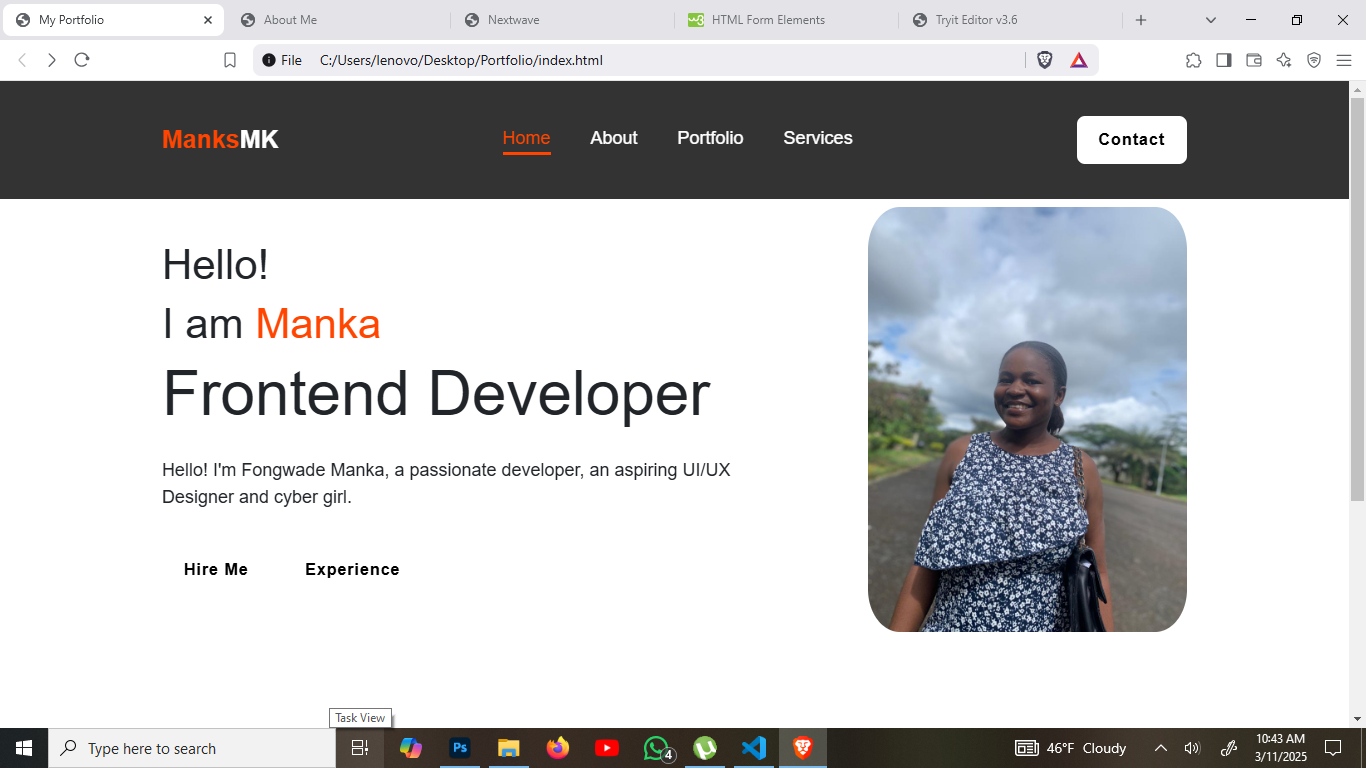 My Portfolio
About Me
Nextwave
HTML Form Elements
Tryit Editor v3.6
File C:/Users/lenovo/Desktop/Portfolio/index.html
ManksMK
Home
About
Portfolio
Services
Contact
Hello!
I am Manka
Frontend Developer
Hello! I'm Fongwade Manka, a passionate developer, an aspiring UI/UX
Designer and cyber girl.
Hire Me
Experience
Task View
Type here to search
Ps
4
46°F Cloudy
10:43 AM
3/11/2025